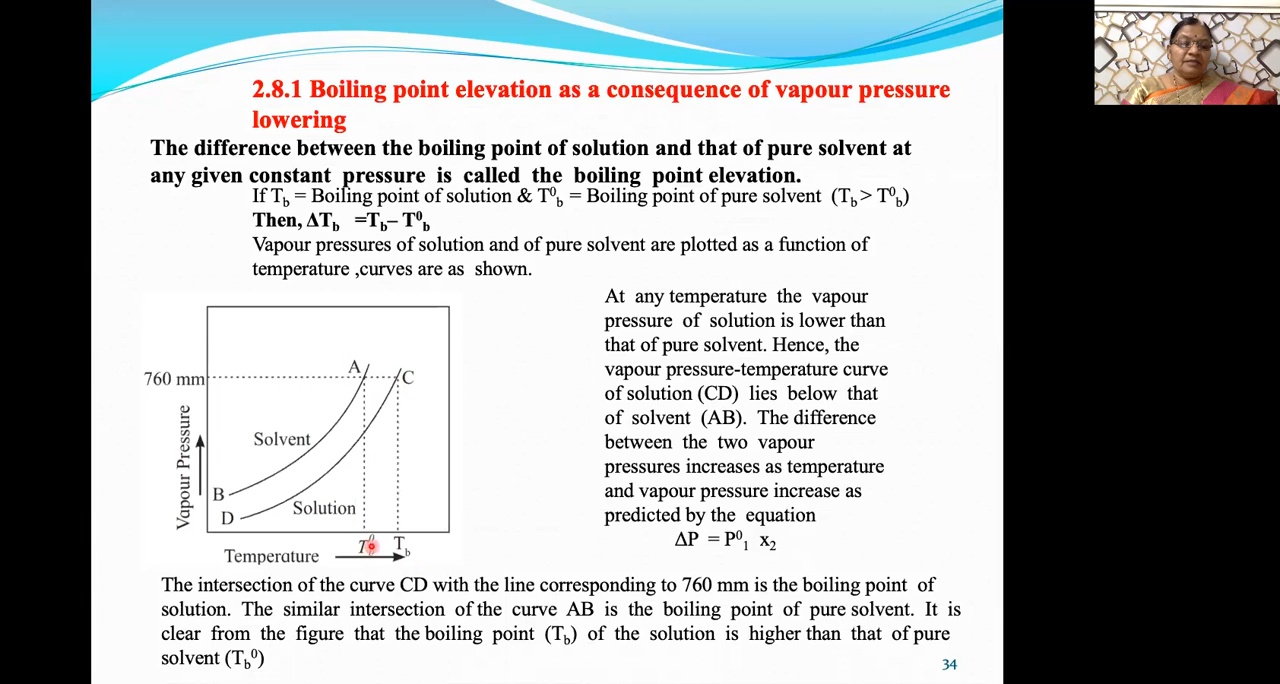 2.8.1 Boiling point elevation as a consequence of vapour pressure
lowering
The difference between the boiling point of solution and that of pure solvent at
any given constant pressure is called the boiling point elevation.
If T_b = Boiling point of solution & T⁰_b = Boiling point of pure solvent (T_b > T⁰_b)
Then, ΔT_b =T_b– T⁰_b
Vapour pressures of solution and of pure solvent are plotted as a function of
temperature ,curves are as shown.
760 mm
A
C
Solvent
B
D
Solution
Vapour Pressure
T_b
Temperature
At any temperature the vapour
pressure of solution is lower than
that of pure solvent. Hence, the
vapour pressure-temperature curve
of solution (CD) lies below that
of solvent (AB). The difference
between the two vapour
pressures increases as temperature
and vapour pressure increase as
predicted by the equation
ΔP = P⁰₁ x₂
The intersection of the curve CD with the line corresponding to 760 mm is the boiling point of
solution. The similar intersection of the curve AB is the boiling point of pure solvent. It is
clear from the figure that the boiling point (T_b) of the solution is higher than that of pure
solvent (T_b⁰)
34